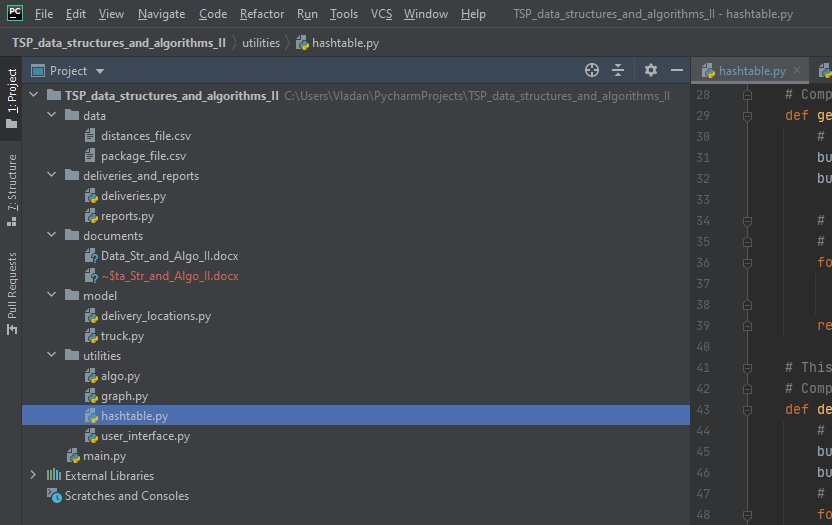 PC File Edit View Navigate Code Refactor Run Tools VCS Window Help TSP_data_structures_and_algorithms_II - hashtable.py
TSP_data_structures_and_algorithms_II utilities hashtable.py
1: Project
7: Structure
Pull Requests
Project
TSP_data_structures_and_algorithms_II C:\Users\Vladan\PycharmProjects\TSP_data_structures_and_algorithms_II
data
distances_file.csv
package_file.csv
deliveries_and_reports
deliveries.py
reports.py
documents
Data_Str_and_Algo_II.docx
~$ta_Str_and_Algo_II.docx
model
delivery_locations.py
truck.py
utilities
algo.py
graph.py
hashtable.py
user_interface.py
main.py
External Libraries
Scratches and Consoles
hashtable.py
28 # Comp
29 def ge
30 #
31 bu
32 bu
33
34 #
35 #
36 fo
37
38
39 re
40
41 # This
42 # Comp
43 def de
44 #
45 bu
46 bu
47 #
48 fo